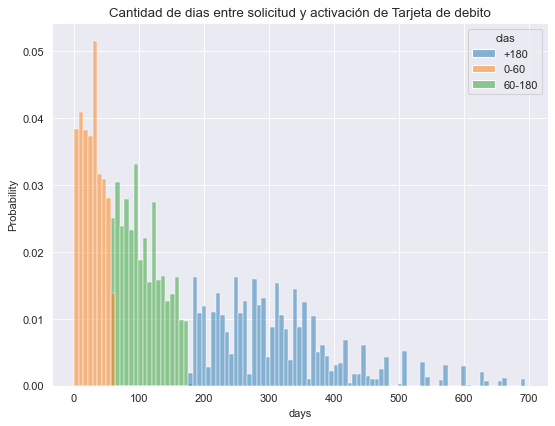 Cantidad de dias entre solicitud y activación de Tarjeta de debito
clas
+180
0-60
60-180
Probability
0.05
0.04
0.03
0.02
0.01
0.00
0 100 200 300 400 500 600 700
days